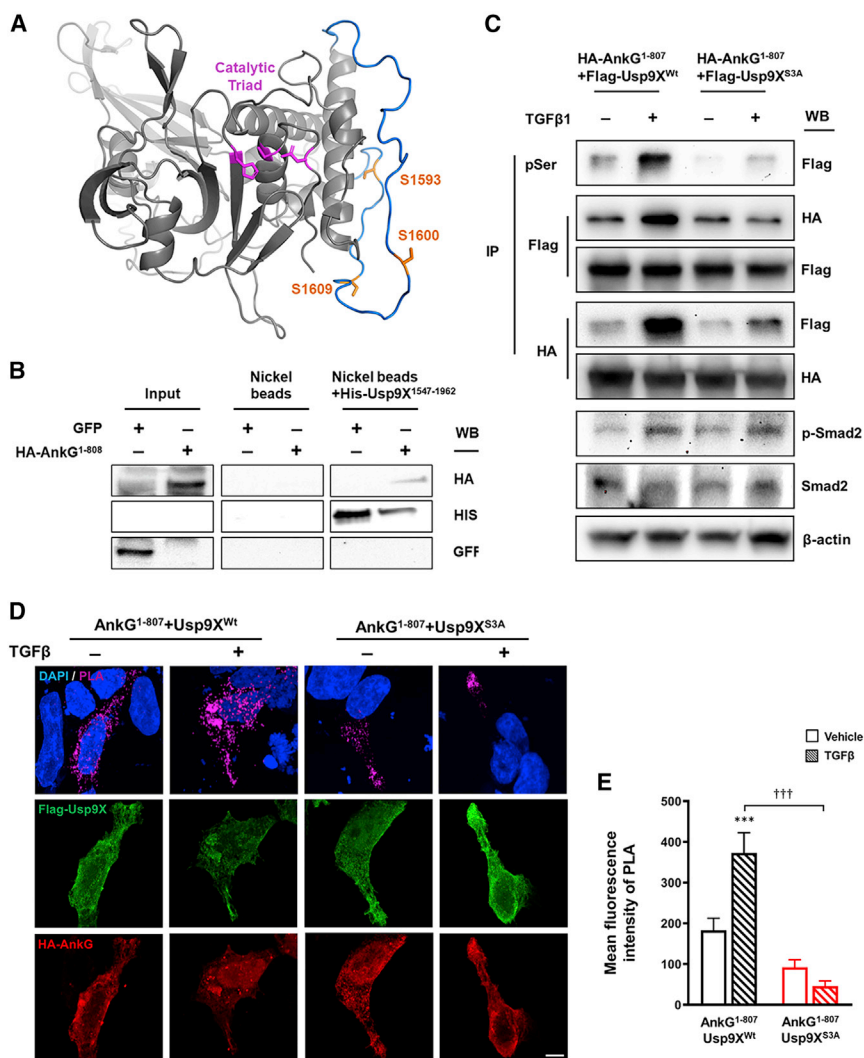 A
Catalytic
Triad
S1593
S1600
S1609
B
Input
Nickel
beads
Nickel beads
+His-Usp9X1547-1962
GFP + – + – + – WB
HA-AnkG1-808 – + – + – +
HA
HIS
GFF
C
HA-AnkG1-807
+Flag-Usp9XWt
HA-AnkG1-807
+Flag-Usp9XS3A
TGFβ1 – + – + WB
pSer
Flag
IP
Flag
HA
Flag
HA
Flag
HA
p-Smad2
Smad2
β-actin
D
AnkG1-807+Usp9XWt
AnkG1-807+Usp9XS3A
TGFβ – + – +
DAPI / PLA
Flag-Usp9X
HA-AnkG
E
Vehicle
TGFβ
Mean fluorescence
intensity of PLA
500
400
300
200
100
0
***
†††
AnkG1-807
Usp9XWt
AnkG1-807
Usp9XS3A